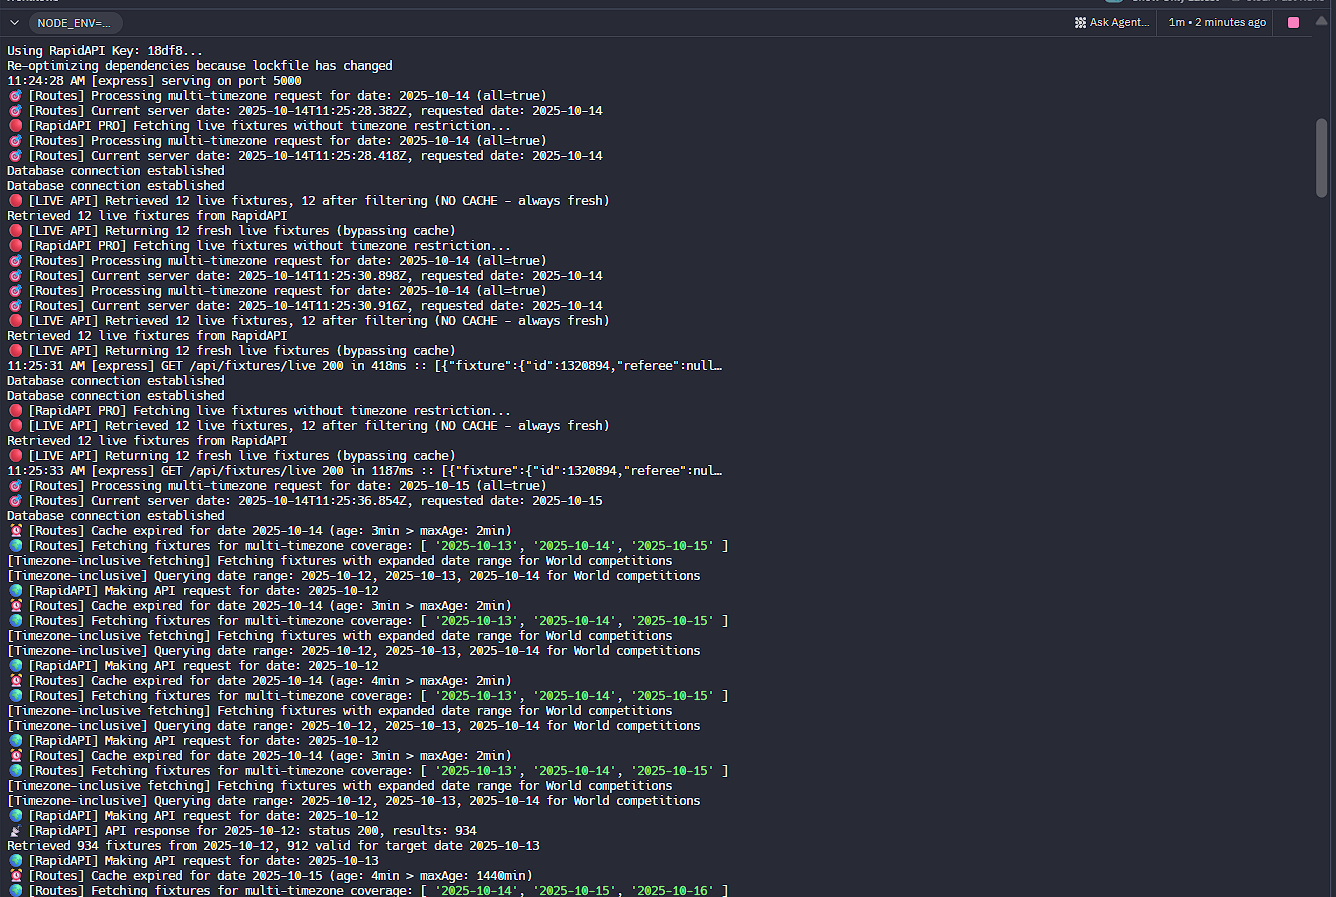 NODE_ENV=...
Ask Agent...
1m • 2 minutes ago
Using RapidAPI Key: 18df8...
Re-optimizing dependencies because lockfile has changed
11:24:28 AM [express] serving on port 5000
🎯 [Routes] Processing multi-timezone request for date: 2025-10-14 (all=true)
🎯 [Routes] Current server date: 2025-10-14T11:25:28.382Z, requested date: 2025-10-14
🔴 [RapidAPI PRO] Fetching live fixtures without timezone restriction...
🎯 [Routes] Processing multi-timezone request for date: 2025-10-14 (all=true)
🎯 [Routes] Current server date: 2025-10-14T11:25:28.418Z, requested date: 2025-10-14
Database connection established
Database connection established
🔴 [LIVE API] Retrieved 12 live fixtures, 12 after filtering (NO CACHE - always fresh)
Retrieved 12 live fixtures from RapidAPI
🔴 [LIVE API] Returning 12 fresh live fixtures (bypassing cache)
🔴 [RapidAPI PRO] Fetching live fixtures without timezone restriction...
🎯 [Routes] Processing multi-timezone request for date: 2025-10-14 (all=true)
🎯 [Routes] Current server date: 2025-10-14T11:25:30.898Z, requested date: 2025-10-14
🎯 [Routes] Processing multi-timezone request for date: 2025-10-14 (all=true)
🎯 [Routes] Current server date: 2025-10-14T11:25:30.916Z, requested date: 2025-10-14
🔴 [LIVE API] Retrieved 12 live fixtures, 12 after filtering (NO CACHE - always fresh)
Retrieved 12 live fixtures from RapidAPI
🔴 [LIVE API] Returning 12 fresh live fixtures (bypassing cache)
11:25:31 AM [express] GET /api/fixtures/live 200 in 418ms :: [{"fixture":{"id":1320894,"referee":null…
Database connection established
Database connection established
🔴 [RapidAPI PRO] Fetching live fixtures without timezone restriction...
🔴 [LIVE API] Retrieved 12 live fixtures, 12 after filtering (NO CACHE - always fresh)
Retrieved 12 live fixtures from RapidAPI
🔴 [LIVE API] Returning 12 fresh live fixtures (bypassing cache)
11:25:33 AM [express] GET /api/fixtures/live 200 in 1187ms :: [{"fixture":{"id":1320894,"referee":nul…
🎯 [Routes] Processing multi-timezone request for date: 2025-10-15 (all=true)
🎯 [Routes] Current server date: 2025-10-14T11:25:36.854Z, requested date: 2025-10-15
Database connection established
⏰ [Routes] Cache expired for date 2025-10-14 (age: 3min > maxAge: 2min)
🌍 [Routes] Fetching fixtures for multi-timezone coverage: [ '2025-10-13', '2025-10-14', '2025-10-15' ]
[Timezone-inclusive fetching] Fetching fixtures with expanded date range for World competitions
[Timezone-inclusive] Querying date range: 2025-10-12, 2025-10-13, 2025-10-14 for World competitions
🌍 [RapidAPI] Making API request for date: 2025-10-12
⏰ [Routes] Cache expired for date 2025-10-14 (age: 3min > maxAge: 2min)
🌍 [Routes] Fetching fixtures for multi-timezone coverage: [ '2025-10-13', '2025-10-14', '2025-10-15' ]
[Timezone-inclusive fetching] Fetching fixtures with expanded date range for World competitions
[Timezone-inclusive] Querying date range: 2025-10-12, 2025-10-13, 2025-10-14 for World competitions
🌍 [RapidAPI] Making API request for date: 2025-10-12
⏰ [Routes] Cache expired for date 2025-10-14 (age: 4min > maxAge: 2min)
🌍 [Routes] Fetching fixtures for multi-timezone coverage: [ '2025-10-13', '2025-10-14', '2025-10-15' ]
[Timezone-inclusive fetching] Fetching fixtures with expanded date range for World competitions
[Timezone-inclusive] Querying date range: 2025-10-12, 2025-10-13, 2025-10-14 for World competitions
🌍 [RapidAPI] Making API request for date: 2025-10-12
⏰ [Routes] Cache expired for date 2025-10-14 (age: 3min > maxAge: 2min)
🌍 [Routes] Fetching fixtures for multi-timezone coverage: [ '2025-10-13', '2025-10-14', '2025-10-15' ]
[Timezone-inclusive fetching] Fetching fixtures with expanded date range for World competitions
[Timezone-inclusive] Querying date range: 2025-10-12, 2025-10-13, 2025-10-14 for World competitions
🌍 [RapidAPI] Making API request for date: 2025-10-12
📡 [RapidAPI] API response for 2025-10-12: status 200, results: 934
Retrieved 934 fixtures from 2025-10-12, 912 valid for target date 2025-10-13
🌍 [RapidAPI] Making API request for date: 2025-10-13
⏰ [Routes] Cache expired for date 2025-10-15 (age: 4min > maxAge: 1440min)
🌍 [Routes] Fetching fixtures for multi-timezone coverage: [ '2025-10-14', '2025-10-15', '2025-10-16' ]